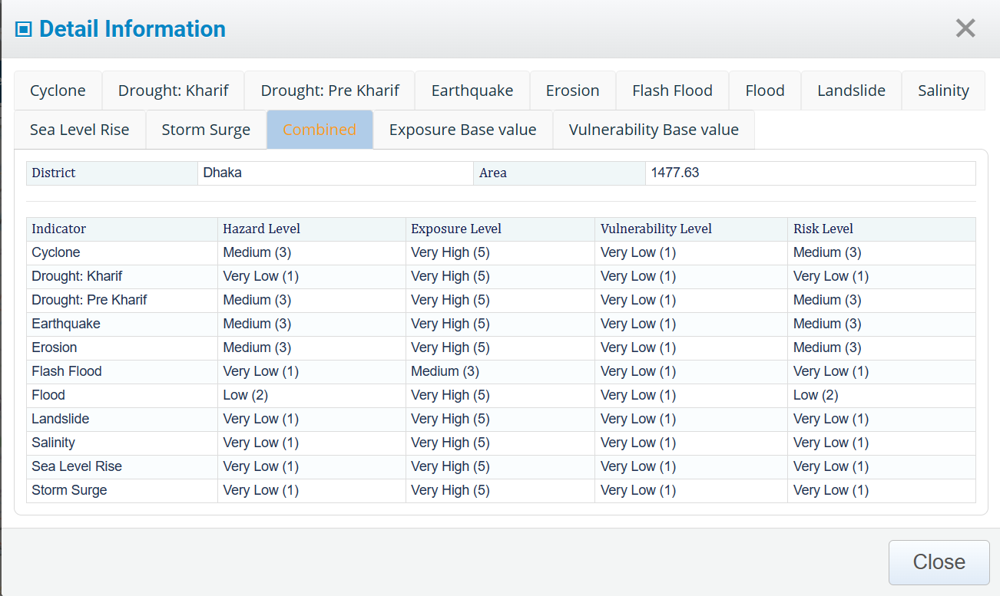 Detail Information
Cyclone Drought: Kharif Drought: Pre Kharif Earthquake Erosion Flash Flood Flood Landslide Salinity
Sea Level Rise Storm Surge Combined Exposure Base value Vulnerability Base value
District Dhaka Area 1477.63
Indicator Hazard Level Exposure Level Vulnerability Level Risk Level
Cyclone Medium (3) Very High (5) Very Low (1) Medium (3)
Drought: Kharif Very Low (1) Very High (5) Very Low (1) Very Low (1)
Drought: Pre Kharif Medium (3) Very High (5) Very Low (1) Medium (3)
Earthquake Medium (3) Very High (5) Very Low (1) Medium (3)
Erosion Medium (3) Very High (5) Very Low (1) Medium (3)
Flash Flood Very Low (1) Medium (3) Very Low (1) Very Low (1)
Flood Low (2) Very High (5) Very Low (1) Low (2)
Landslide Very Low (1) Very High (5) Very Low (1) Very Low (1)
Salinity Very Low (1) Very High (5) Very Low (1) Very Low (1)
Sea Level Rise Very Low (1) Very High (5) Very Low (1) Very Low (1)
Storm Surge Very Low (1) Very High (5) Very Low (1) Very Low (1)
Close